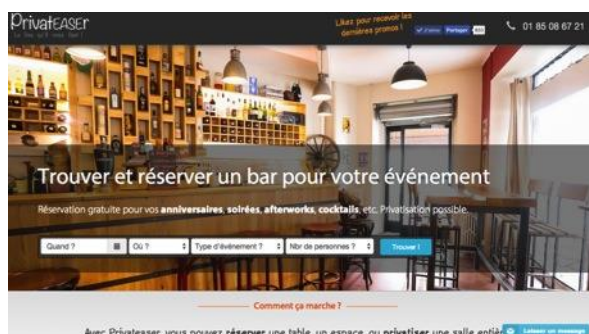 PrivatEASEr
Likez pour recevoir les
dernières promos !
J'aime Partager
01 85 08 67 21
Trouver et réserver un bar pour votre événement
Réservation gratuite pour vos anniversaires, soirées, afterworks, cocktails, etc. Privatisation possible.
Quand ? Où ? Type d'événement ? Nbr de personnes ? Trouver !
Comment ça marche ?
Avec Privateaser, vous pouvez réserver une table, un espace, ou privatiser une salle entiè
Laisser un message